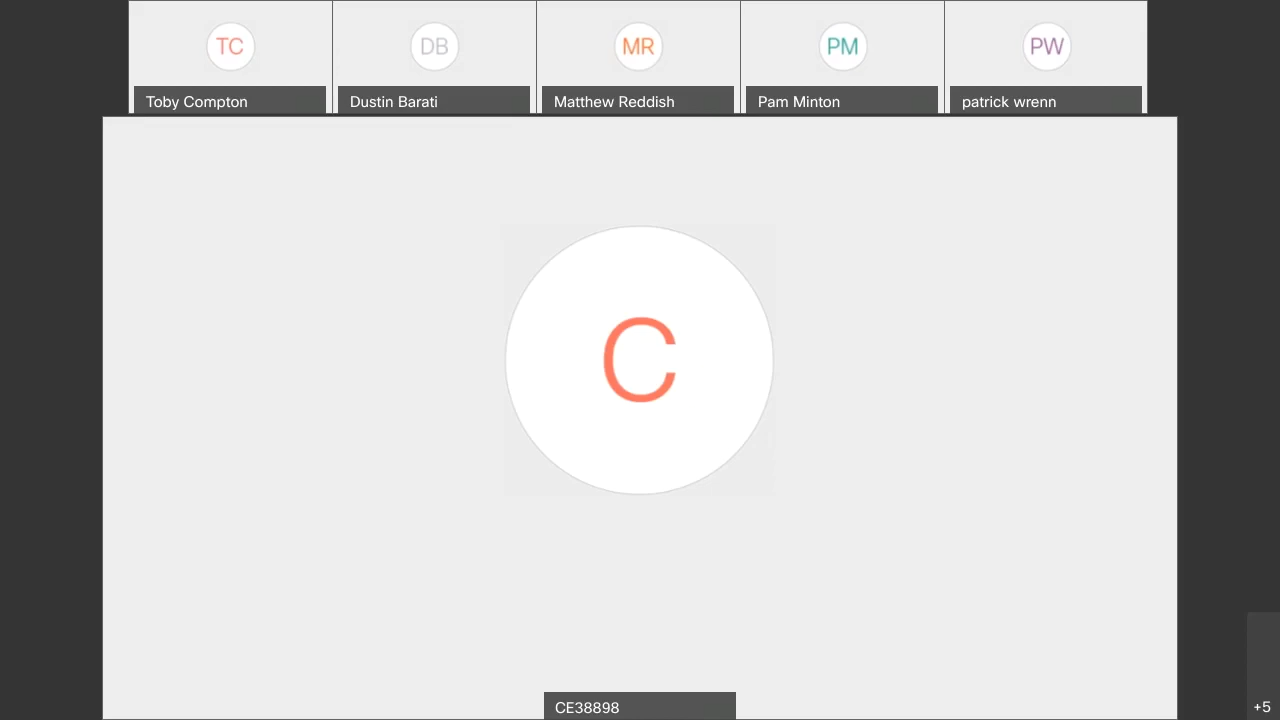 TC
DB
MR
PM
PW
Toby Compton
Dustin Barati
Matthew Reddish
Pam Minton
patrick wrenn
C
CE38898
+5